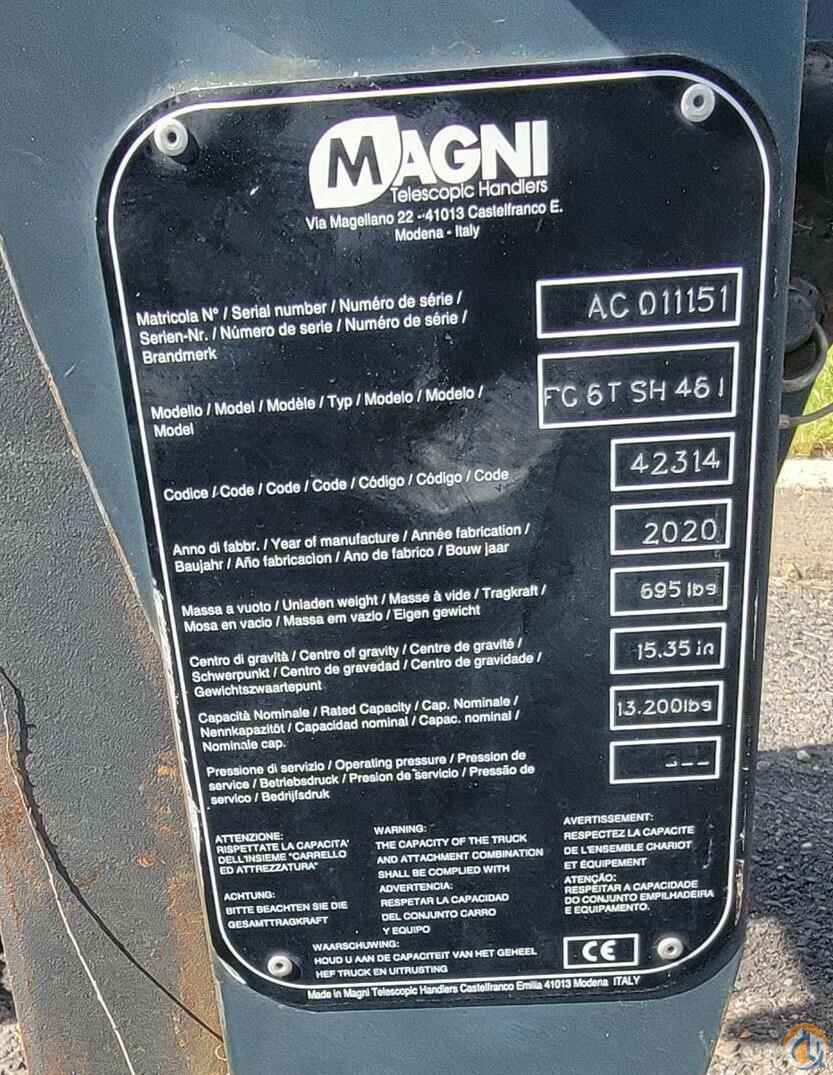 MAGNI
Telescopic Handlers
Via Magellano 22 - 41013 Castelfranco E.
Modena - Italy
Matricola N° / Serial number / Numéro de série /
Serien-Nr. / Número de serie / Numéro de série /
Brandmerk
AC 011151
Modello / Model / Modèle / Typ / Modelo / Modelo /
Model
FC 6T SH 46 I
Codice / Code / Code / Code / Código / Código / Code
42314
Anno di fabbr. / Year of manufacture / Année fabrication /
Baujahr / Año fabricacion / Ano de fabrico / Bouw jaar
2020
Massa a vuoto / Unladen weight / Masse à vide / Tragkraft /
Mosa en vacio / Massa em vazio / Eigen gewicht
695 lbs
Centro di gravità / Centre of gravity / Centre de gravité /
Schwerpunkt / Centro de gravedad / Centro de gravidade /
Gewichtszwaartepunt
15.35 in
Capacità Nominale / Rated Capacity / Cap. Nominale /
Nennkapazitöt / Capacidad nominal / Capac. nominal /
Nominale cap.
13.200lbs
Pressione di servizio / Operating pressure / Pression de
service / Betriebsdruck / Presion de servicio / Pressão de
servico / Bedrijfsdruk
---
ATTENZIONE:
RISPETTATE LA CAPACITA'
DELL'INSIEME "CARRELLO
ED ATTREZZATURA"
ACHTUNG:
BITTE BEACHTEN SIE DIE
GESAMTTRAGKRAFT
WARNING:
THE CAPACITY OF THE TRUCK
AND ATTACHMENT COMBINATION
SHALL BE COMPLIED WITH
ADVERTENCIA:
RESPETAR LA CAPACIDAD
DEL CONJUNTO CARRO
Y EQUIPO
AVERTISSEMENT:
RESPECTEZ LA CAPACITE
DE L'ENSEMBLE CHARIOT
ET ÉQUIPEMENT
ATENÇÃO:
RESPEITAR A CAPACIDADE
DO CONJUNTO EMPILHADEIRA
E EQUIPAMENTO.
WAARSCHUWING:
HOUD U AAN DE CAPACITEIT VAN HET GEHEEL
HEF TRUCK EN UITRUSTING
CE
Made in Magni Telescopic Handlers Castelfranco Emilia 41013 Modena ITALY